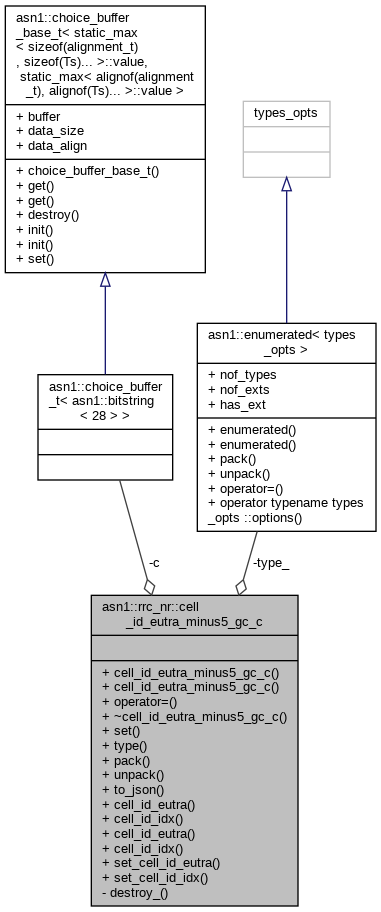 asn1::choice_buffer
_base_t< static_max
< sizeof(alignment_t)
, sizeof(Ts)... >::value,
static_max< alignof(alignment
_t), alignof(Ts)... >::value >
+ buffer
+ data_size
+ data_align
+ choice_buffer_base_t()
+ get()
+ get()
+ destroy()
+ init()
+ init()
+ set()
types_opts
asn1::enumerated< types
_opts >
+ nof_types
+ nof_exts
+ has_ext
+ enumerated()
+ enumerated()
+ pack()
+ unpack()
+ operator=()
+ operator typename types
_opts ::options()
asn1::choice_buffer
_t< asn1::bitstring
< 28 > >
-c
-type_
asn1::rrc_nr::cell
_id_eutra_minus5_gc_c
+ cell_id_eutra_minus5_gc_c()
+ cell_id_eutra_minus5_gc_c()
+ operator=()
+ ~cell_id_eutra_minus5_gc_c()
+ set()
+ type()
+ pack()
+ unpack()
+ to_json()
+ cell_id_eutra()
+ cell_id_idx()
+ cell_id_eutra()
+ cell_id_idx()
+ set_cell_id_eutra()
+ set_cell_id_idx()
- destroy_()